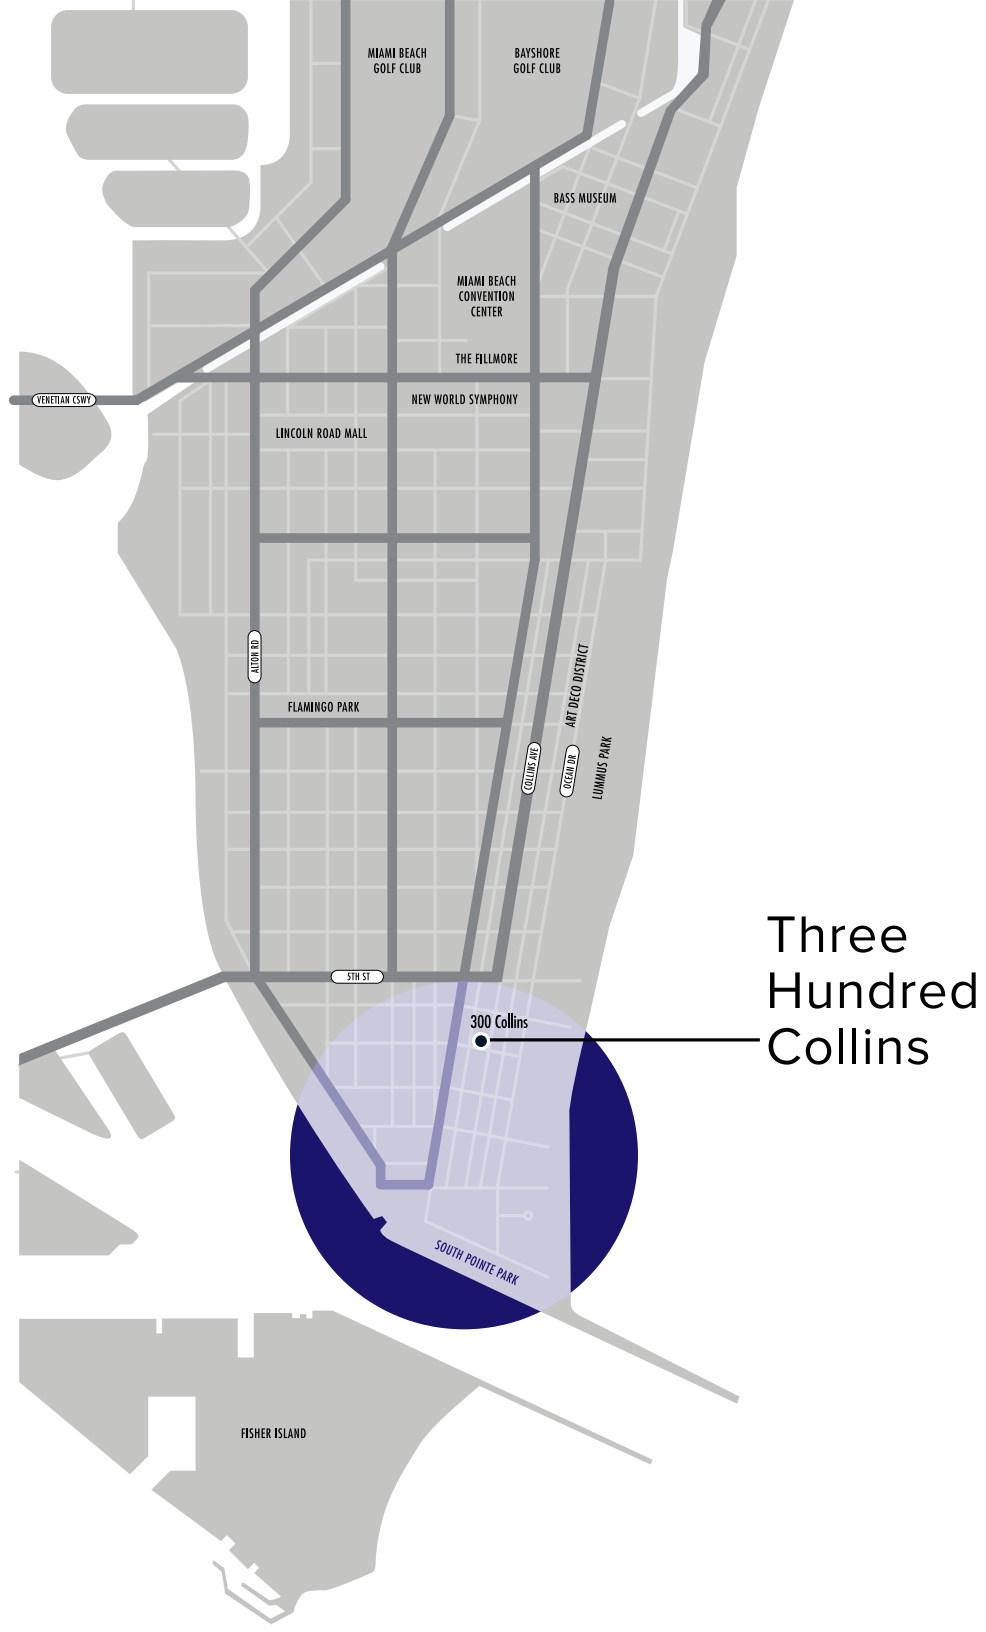 MIAMI BEACH
GOLF CLUB
BAYSHORE
GOLF CLUB
BASS MUSEUM
MIAMI BEACH
CONVENTION
CENTER
THE FILLMORE
VENETIAN CSWY
NEW WORLD SYMPHONY
LINCOLN ROAD MALL
ALTON RD
ART DECO DISTRICT
FLAMINGO PARK
COLLINS AVE
OCEAN DR
LUMMUS PARK
5TH ST
300 Collins
Three
Hundred
Collins
SOUTH POINTE PARK
FISHER ISLAND